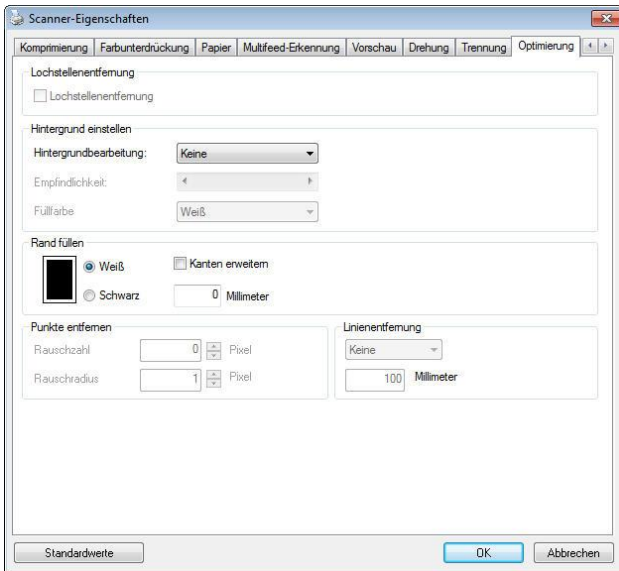 Scanner-Eigenschaften
Komprimierung Farbunterdrückung Papier Multifeed-Erkennung Vorschau Drehung Trennung Optimierung
Lochstellenentfernung
Lochstellenentfernung
Hintergrund einstellen
Hintergrundbearbeitung: Keine
Empfindlichkeit:
Füllfarbe Weiß
Rand füllen
Weiß Kanten erweitern
Schwarz 0 Millimeter
Punkte entfernen Linienentfernung
Rauschzahl 0 Pixel Keine
Rauschradius 1 Pixel 100 Millimeter
Standardwerte OK Abbrechen